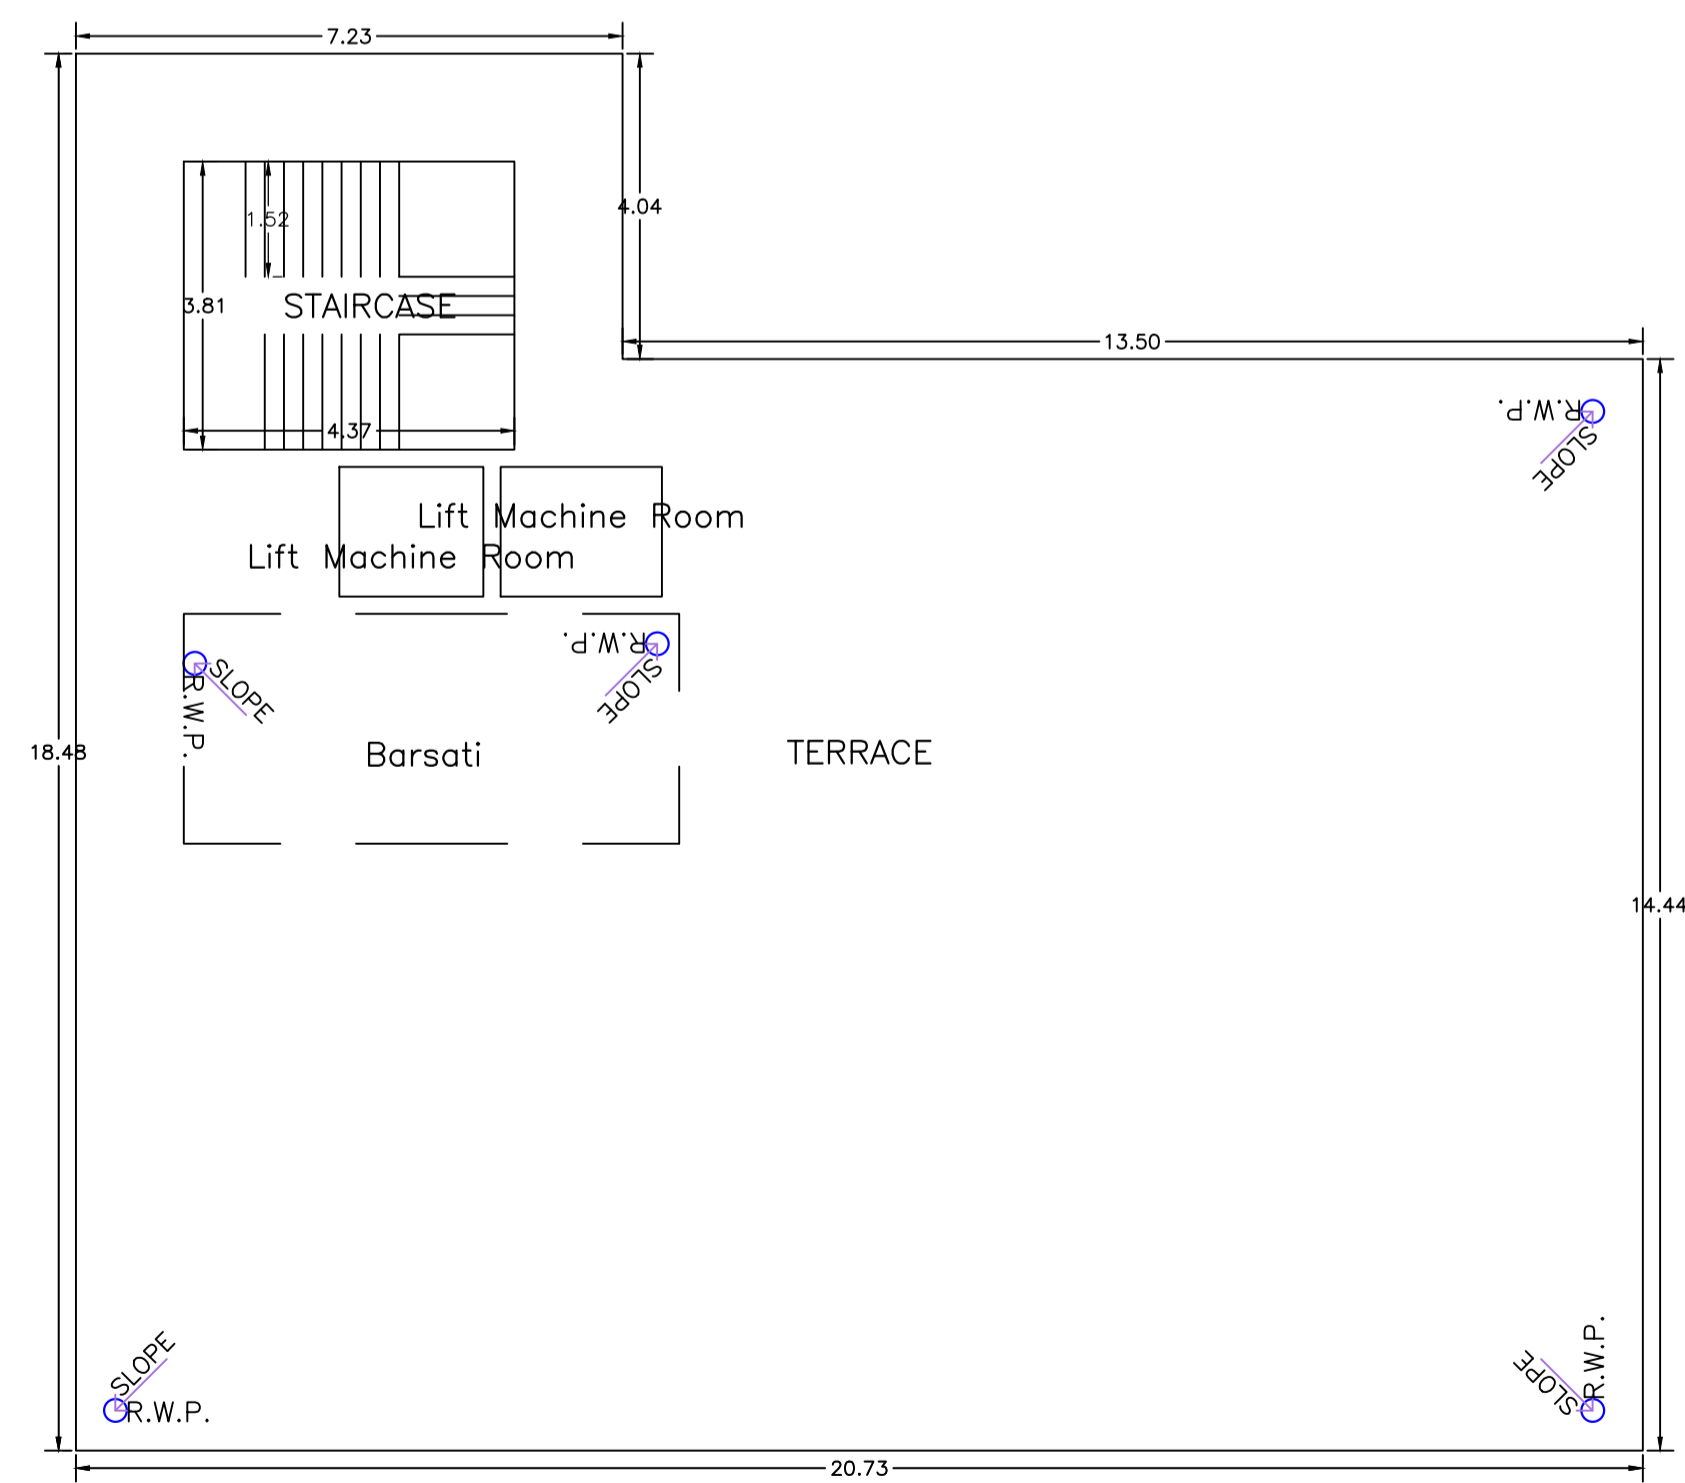 7.23
4.04
1.52
3.81
STAIRCASE
13.50
R.W.P.
SLOPE
4.37
Lift Machine Room
Lift Machine Room
R.W.P.
SLOPE
SLOPE
R.W.P.
18.48
Barsati
TERRACE
14.44
SLOPE
R.W.P.
R.W.P.
SLOPE
20.73